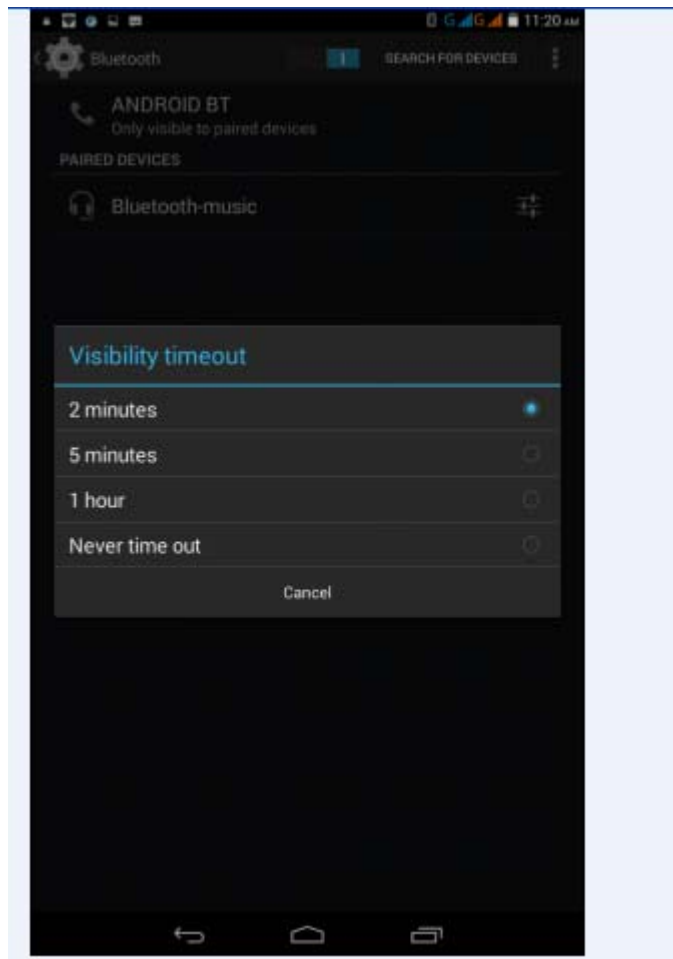 G G 11:20 AM
Bluetooth SEARCH FOR DEVICES
ANDROID BT
Only visible to paired devices
PAIRED DEVICES
Bluetooth-music
Visibility timeout
2 minutes
5 minutes
1 hour
Never time out
Cancel